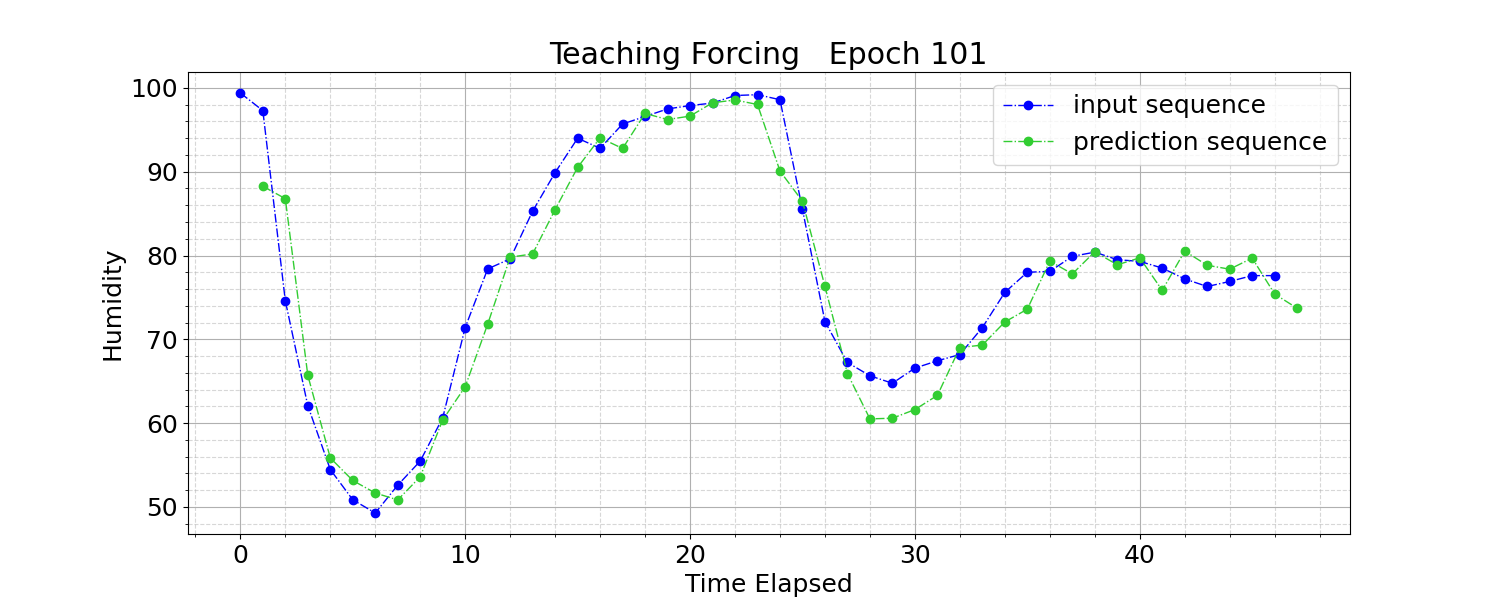 Teaching Forcing   Epoch 101
100
90
80
70
60
50
Humidity
0 10 20 30 40
Time Elapsed
input sequence
prediction sequence